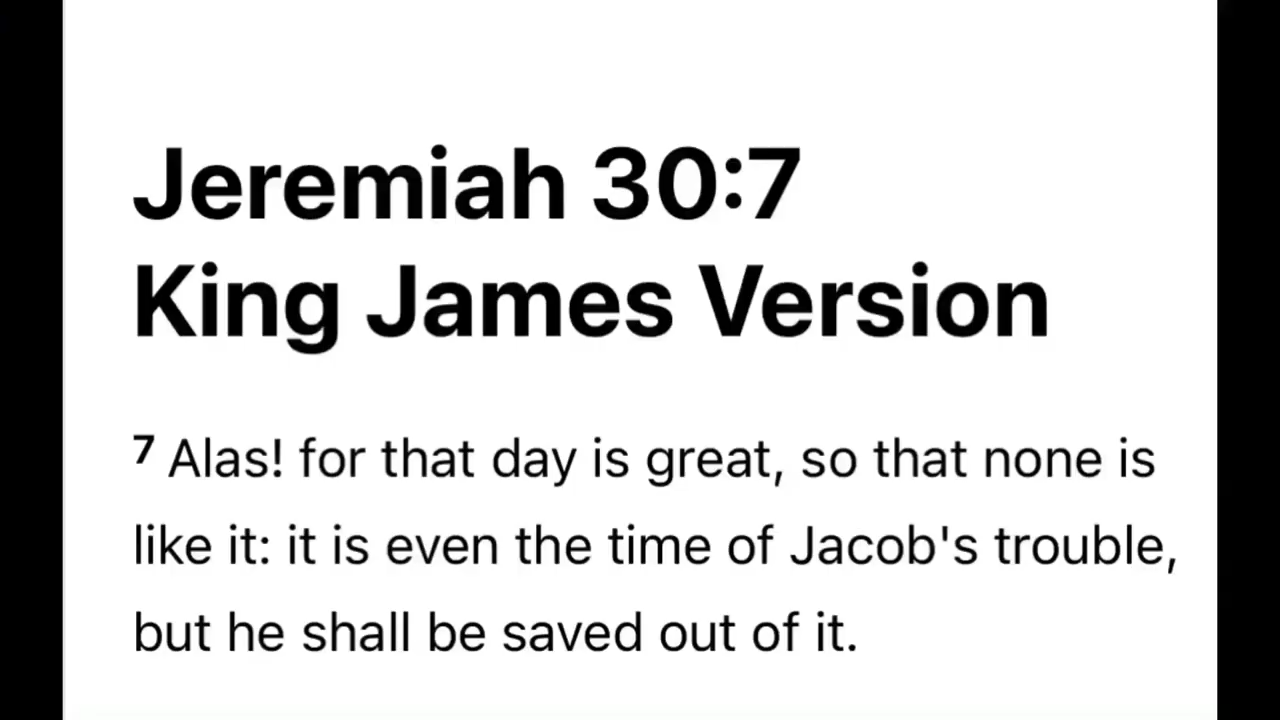 Jeremiah 30:7
King James Version
7 Alas! for that day is great, so that none is
like it: it is even the time of Jacob's trouble,
but he shall be saved out of it.